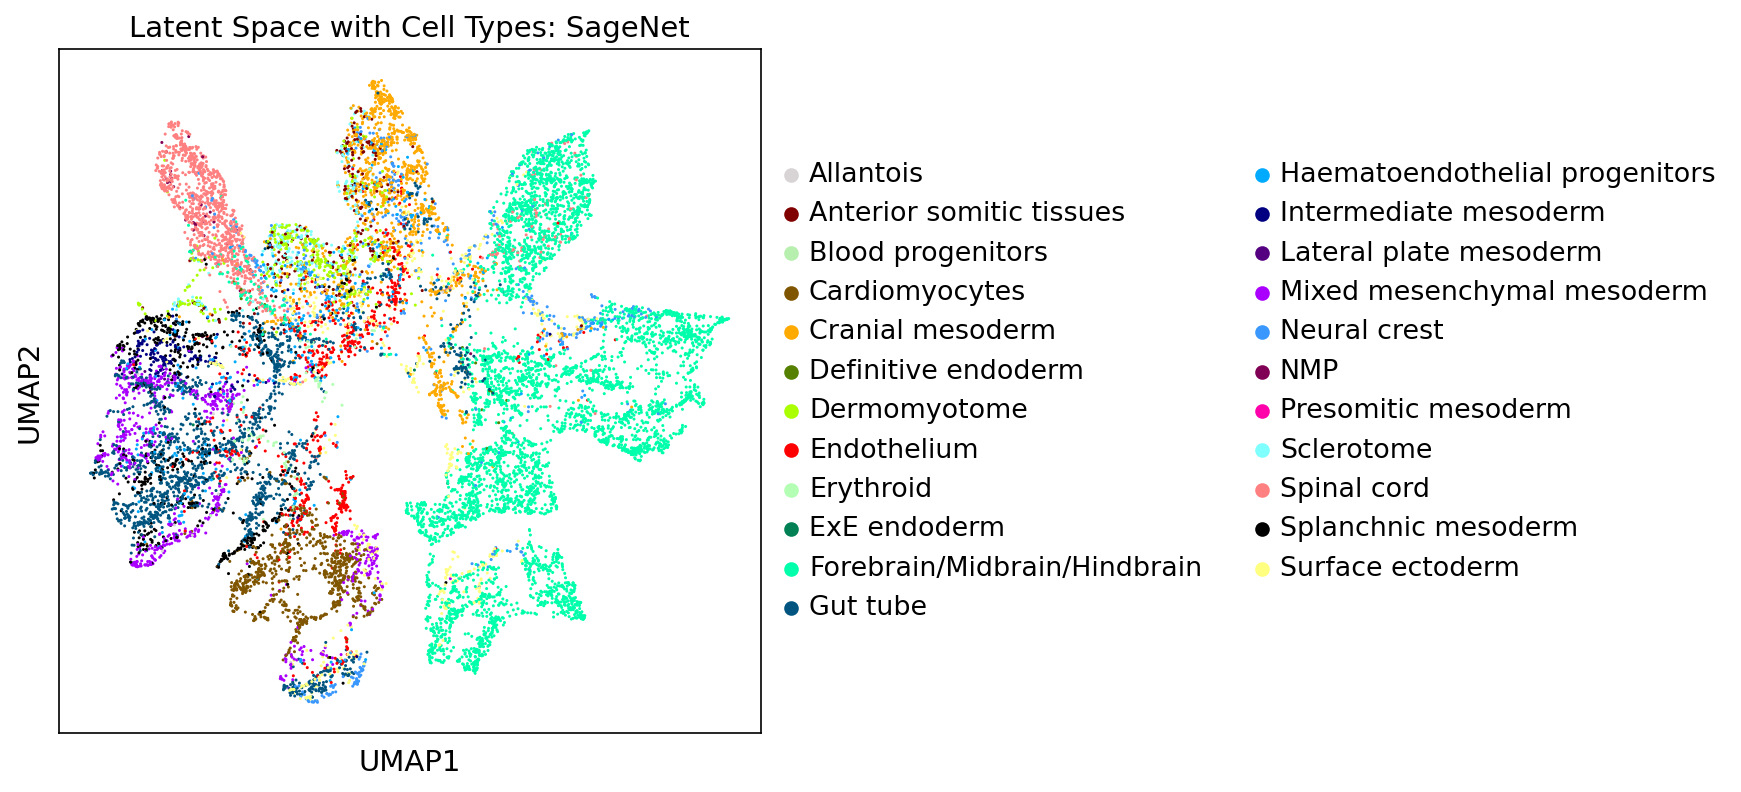 Latent Space with Cell Types: SageNet
UMAP2
UMAP1
Allantois
Anterior somitic tissues
Blood progenitors
Cardiomyocytes
Cranial mesoderm
Definitive endoderm
Dermomyotome
Endothelium
Erythroid
ExE endoderm
Forebrain/Midbrain/Hindbrain
Gut tube
Haematoendothelial progenitors
Intermediate mesoderm
Lateral plate mesoderm
Mixed mesenchymal mesoderm
Neural crest
NMP
Presomitic mesoderm
Sclerotome
Spinal cord
Splanchnic mesoderm
Surface ectoderm